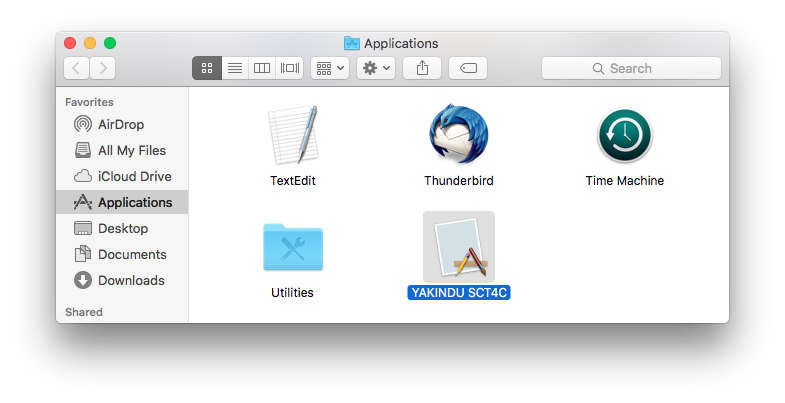 Applications
Search
Favorites
AirDrop
All My Files
iCloud Drive
Applications
Desktop
Documents
Downloads
Shared
TextEdit
Thunderbird
Time Machine
Utilities
YAKINDU SCT4C